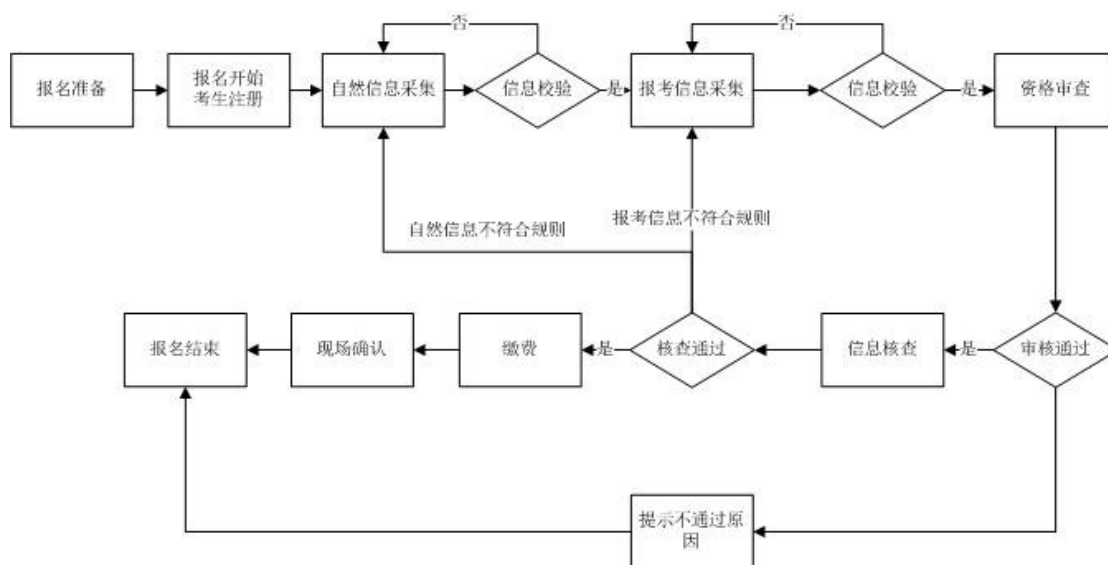 否
否
报名准备
报名开始
考生注册
自然信息采集
信息校验
是
报考信息采集
信息校验
是
资格审查
自然信息不符合规则
报考信息不符合规则
报名结束
现场确认
缴费
是
核查通过
信息核查
是
审核通过
提示不通过原
因